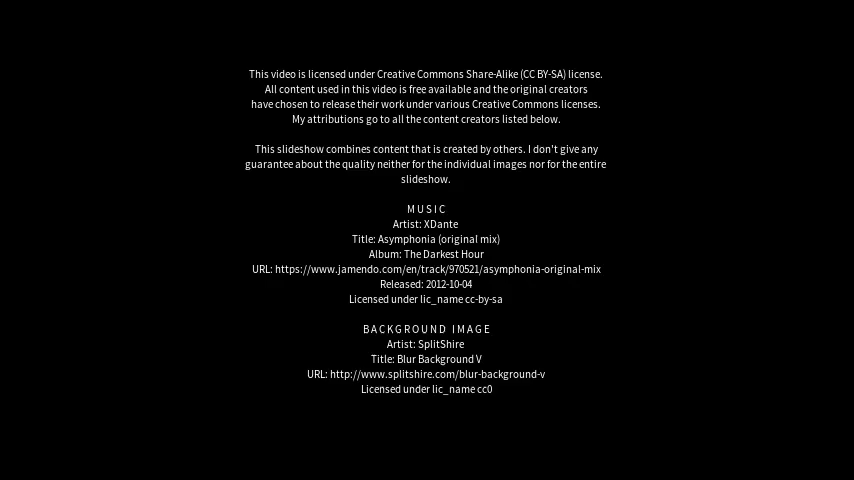 This video is licensed under Creative Commons Share-Alike (CC BY-SA) license.
All content used in this video is free available and the original creators
have chosen to release their work under various Creative Commons licenses.
My attributions go to all the content creators listed below.
This slideshow combines content that is created by others. I don't give any
guarantee about the quality neither for the individual images nor for the entire
slideshow.
MUSIC
Artist: XDante
Title: Asymphonia (original mix)
Album: The Darkest Hour
URL: https://www.jamendo.com/en/track/970521/asymphonia-original-mix
Released: 2012-10-04
Licensed under lic_name cc-by-sa
BACKGROUND IMAGE
Artist: SplitShire
Title: Blur Background V
URL: http://www.splitshire.com/blur-background-v
Licensed under lic_name cc0